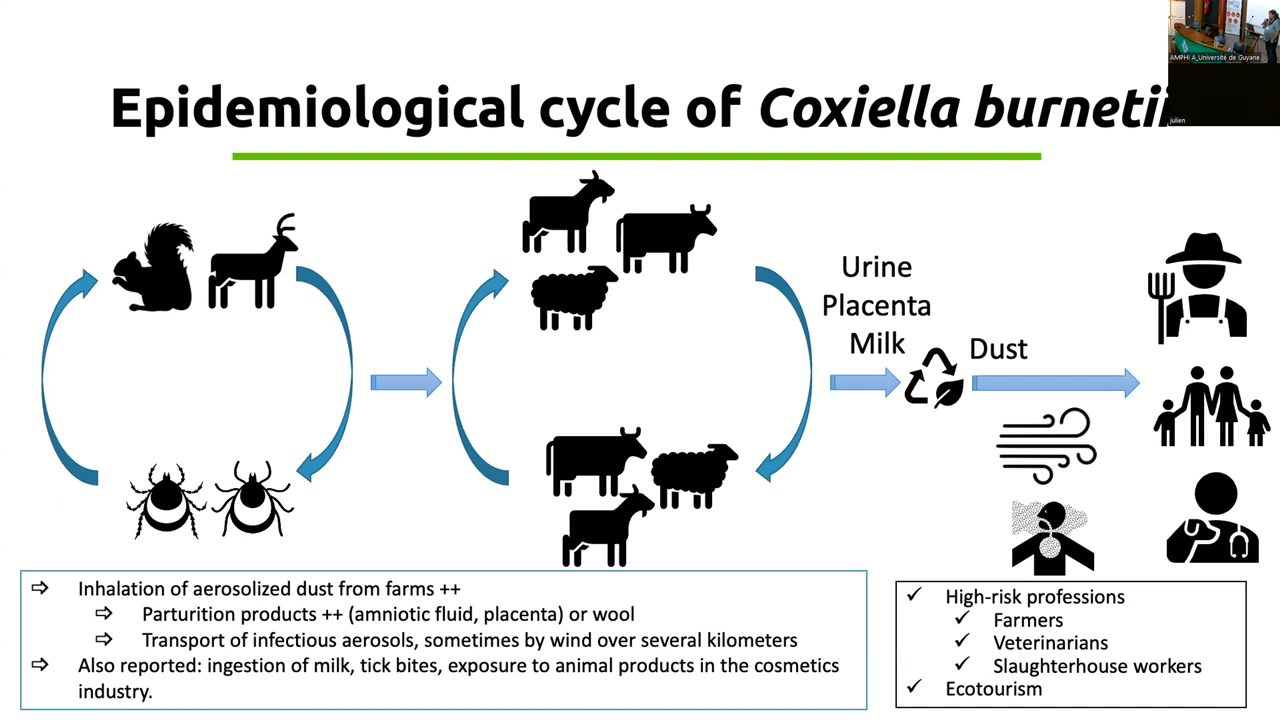 AMPHI A_Université de Guyane
julien
Epidemiological cycle of Coxiella burnetii
Urine
Placenta
Milk
Dust
⇨ Inhalation of aerosolized dust from farms ++
⇨ Parturition products ++ (amniotic fluid, placenta) or wool
⇨ Transport of infectious aerosols, sometimes by wind over several kilometers
⇨ Also reported: ingestion of milk, tick bites, exposure to animal products in the cosmetics
industry.
✓ High-risk professions
✓ Farmers
✓ Veterinarians
✓ Slaughterhouse workers
✓ Ecotourism